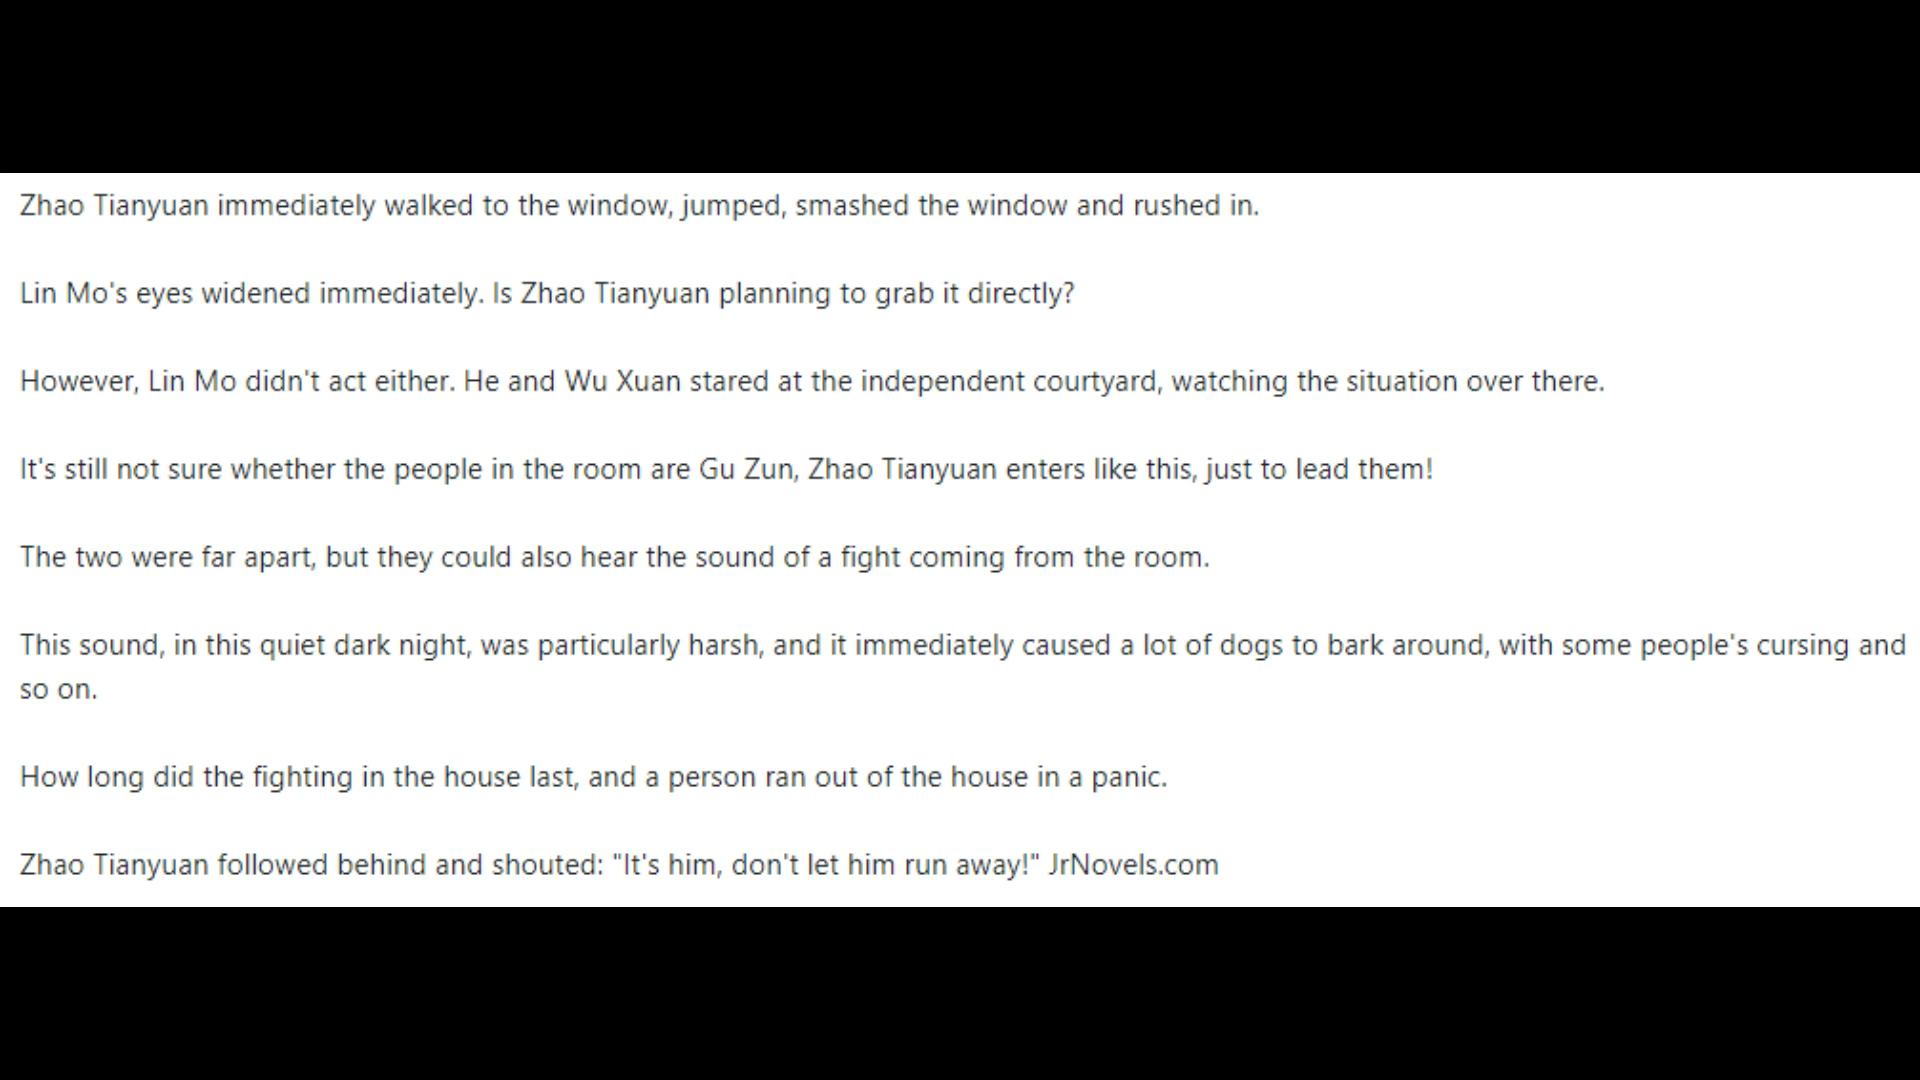 Zhao Tianyuan immediately walked to the window, jumped, smashed the window and rushed in.
Lin Mo's eyes widened immediately. Is Zhao Tianyuan planning to grab it directly?
However, Lin Mo didn't act either. He and Wu Xuan stared at the independent courtyard, watching the situation over there.
It's still not sure whether the people in the room are Gu Zun, Zhao Tianyuan enters like this, just to lead them!
The two were far apart, but they could also hear the sound of a fight coming from the room.
This sound, in this quiet dark night, was particularly harsh, and it immediately caused a lot of dogs to bark around, with some people's cursing and
so on.
How long did the fighting in the house last, and a person ran out of the house in a panic.
Zhao Tianyuan followed behind and shouted: "It's him, don't let him run away!" JrNovels.com